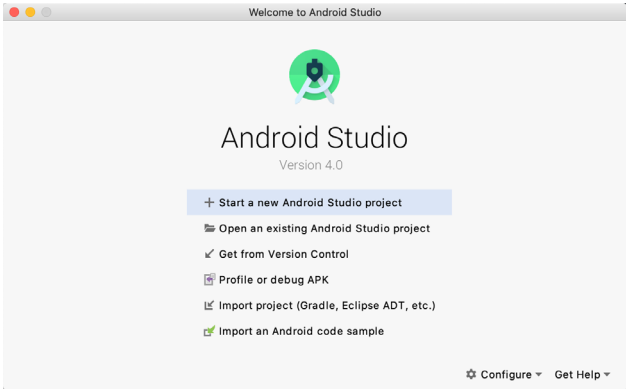 Welcome to Android Studio
Android Studio
Version 4.0
Start a new Android Studio project
Open an existing Android Studio project
Get from Version Control
Profile or debug APK
Import project (Gradle, Eclipse ADT, etc.)
Import an Android code sample
Configure Get Help